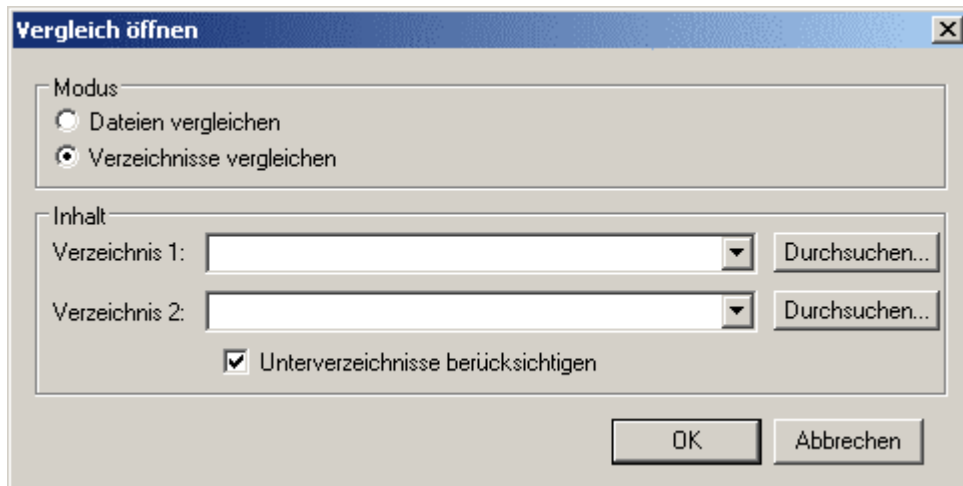 Vergleich öffnen
Modus
Dateien vergleichen
Verzeichnisse vergleichen
Inhalt
Verzeichnis 1: Durchsuchen...
Verzeichnis 2: Durchsuchen...
Unterverzeichnisse berücksichtigen
OK Abbrechen